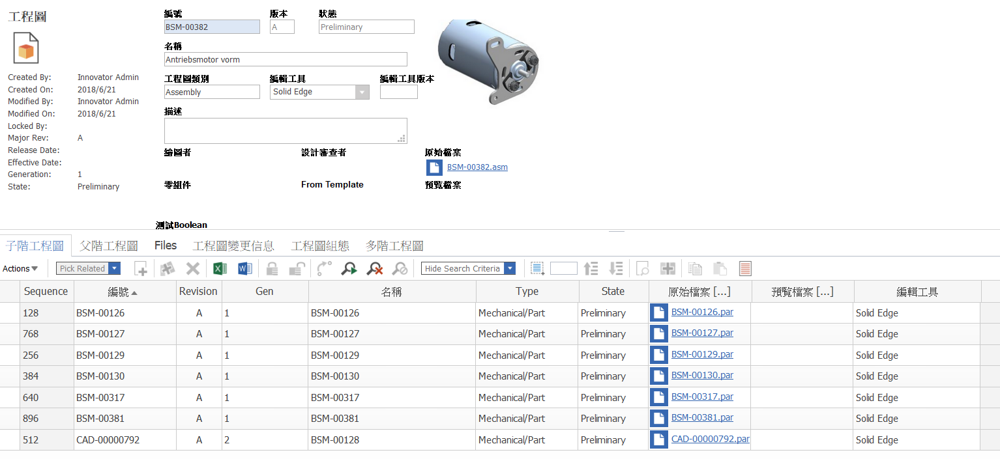 工程圖
Created By: Innovator Admin
Created On: 2018/6/21
Modified By: Innovator Admin
Modified On: 2018/6/21
Locked By:
Major Rev: A
Release Date:
Effective Date:
Generation: 1
State: Preliminary
編號 版本 狀態
BSM-00382 A Preliminary
名稱
Antriebsmotor vorm
工程圖類別 編輯工具 編輯工具版本
Assembly Solid Edge
描述
繪圖者 設計審查者 原始檔案
BSM-00382.asm
零組件 From Template 預覽檔案
測試Boolean
子階工程圖 父階工程圖 Files 工程圖變更信息 工程圖組態 多階工程圖
Actions Pick Related Hide Search Criteria
Sequence 編號 Revision Gen 名稱 Type State 原始檔案 [...] 預覽檔案 [...] 編輯工具
128 BSM-00126 A 1 BSM-00126 Mechanical/Part Preliminary BSM-00126.par Solid Edge
768 BSM-00127 A 1 BSM-00127 Mechanical/Part Preliminary BSM-00127.par Solid Edge
256 BSM-00129 A 1 BSM-00129 Mechanical/Part Preliminary BSM-00129.par Solid Edge
384 BSM-00130 A 1 BSM-00130 Mechanical/Part Preliminary BSM-00130.par Solid Edge
640 BSM-00317 A 1 BSM-00317 Mechanical/Part Preliminary BSM-00317.par Solid Edge
896 BSM-00381 A 1 BSM-00381 Mechanical/Part Preliminary BSM-00381.par Solid Edge
512 CAD-00000792 A 2 BSM-00128 Mechanical/Part Preliminary CAD-00000792.par Solid Edge